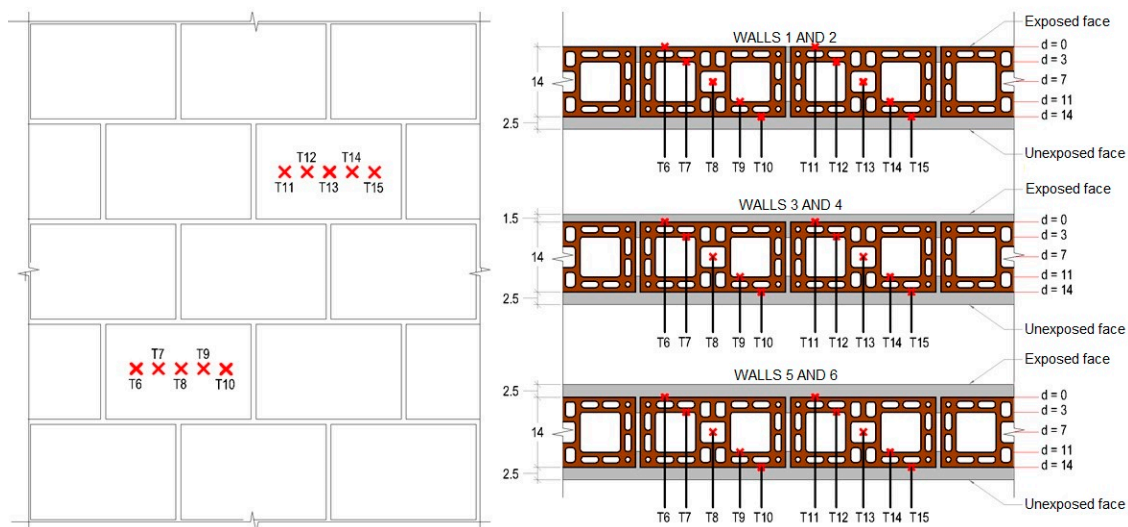 T12 T14
T11 T13 T15
T7 T9
T6 T8 T10
WALLS 1 AND 2
Exposed face
d = 0
d = 3
14
d = 7
d = 11
2.5
d = 14
Unexposed face
T6 T7 T8 T9 T10 T11 T12 T13 T14 T15
WALLS 3 AND 4
Exposed face
1.5
d = 0
d = 3
14
d = 7
d = 11
2.5
d = 14
Unexposed face
T6 T7 T8 T9 T10 T11 T12 T13 T14 T15
WALLS 5 AND 6
Exposed face
2.5
d = 0
d = 3
14
d = 7
d = 11
2.5
d = 14
Unexposed face
T6 T7 T8 T9 T10 T11 T12 T13 T14 T15